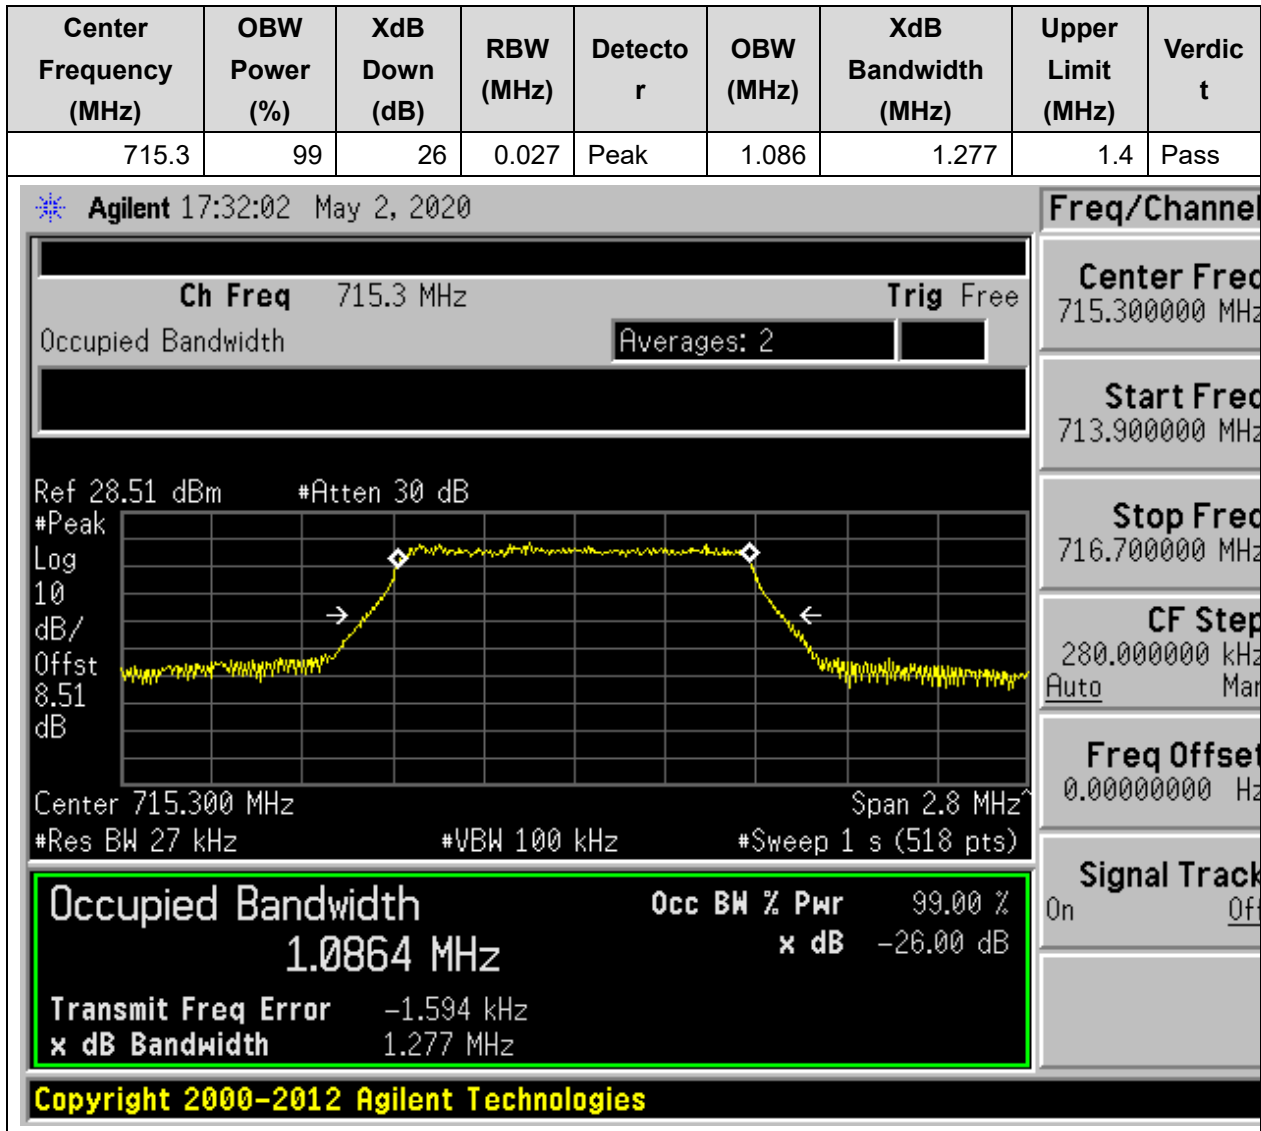 Center Frequency (MHz) OBW Power (%) XdB Down (dB) RBW (MHz) Detecto r OBW (MHz) XdB Bandwidth (MHz) Upper Limit (MHz) Verdic t
715.3 99 26 0.027 Peak 1.086 1.277 1.4 Pass
Agilent 17:32:02 May 2, 2020
Freq/Channel
Ch Freq 715.3 MHz Trig Free
Occupied Bandwidth Averages: 2
Center Freq
715.300000 MHz
Start Freq
713.900000 MHz
Stop Freq
716.700000 MHz
CF Step
280.000000 kHz
Auto Man
Freq Offset
0.00000000 Hz
Signal Track
On Off
Ref 28.51 dBm #Atten 30 dB
#Peak
Log
10
dB/
Offst
8.51
dB
Center 715.300 MHz Span 2.8 MHz^
#Res BW 27 kHz #VBW 100 kHz #Sweep 1 s (518 pts)
Occupied Bandwidth Occ BW % Pwr 99.00 %
1.0864 MHz x dB -26.00 dB
Transmit Freq Error -1.594 kHz
x dB Bandwidth 1.277 MHz
Copyright 2000-2012 Agilent Technologies